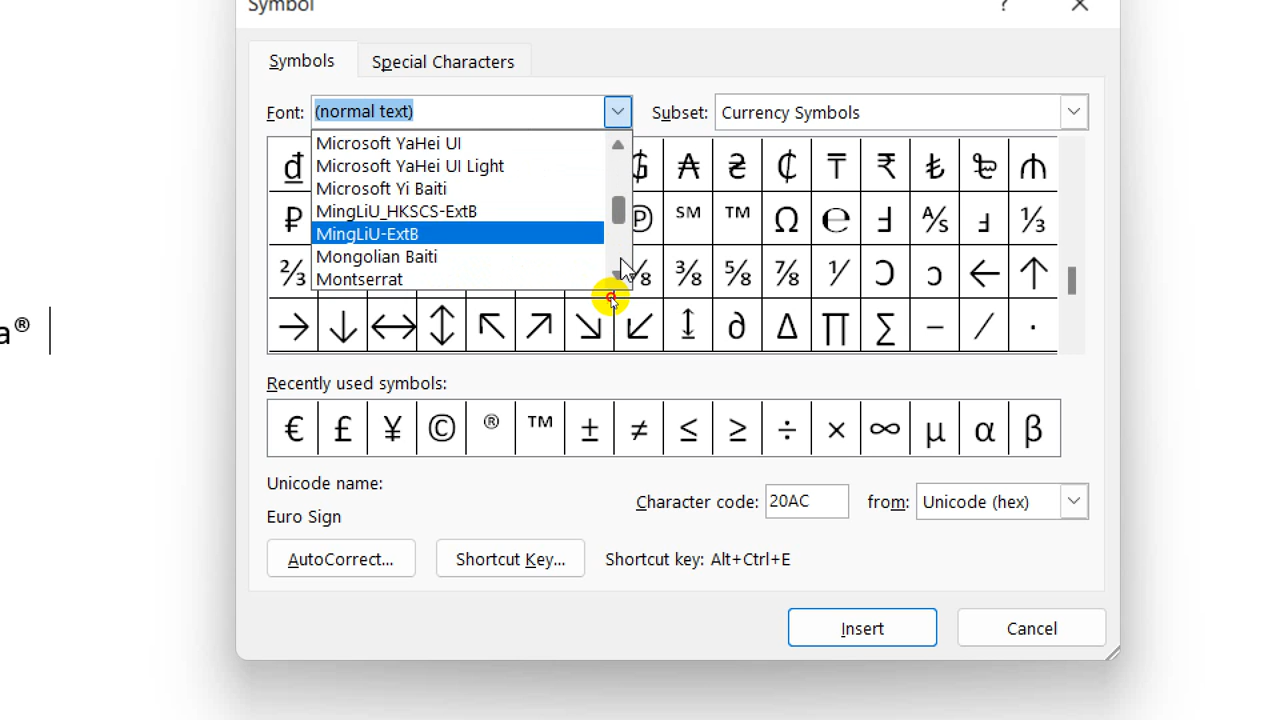 Symbol ? ×
Symbols Special Characters
Font: (normal text) Subset: Currency Symbols
Microsoft YaHei UI
Microsoft YaHei UI Light
Microsoft Yi Baiti
MingLiU_HKSCS-ExtB
MingLiU-ExtB
Mongolian Baiti
Montserrat
₫ ₲ ₳ ₴ ₵ ₸ ₹ ₺ ₻ ₼
₽ ℗ ℠ ™ Ω ℮ Ⅎ ⅍ ⅎ ⅓
⅔ ⅜ ⅝ ⅞ ⅟ Ↄ ↄ ← ↑
→ ↓ ↔ ↕ ↖ ↗ ↘ ↙ ↨ ∂ ∆ ∏ ∑ − ∕ ∙
a®
Recently used symbols:
€ £ ¥ © ® ™ ± ≠ ≤ ≥ ÷ × ∞ µ α β
Unicode name:
Euro Sign
Character code: 20AC from: Unicode (hex)
AutoCorrect... Shortcut Key... Shortcut key: Alt+Ctrl+E
Insert Cancel